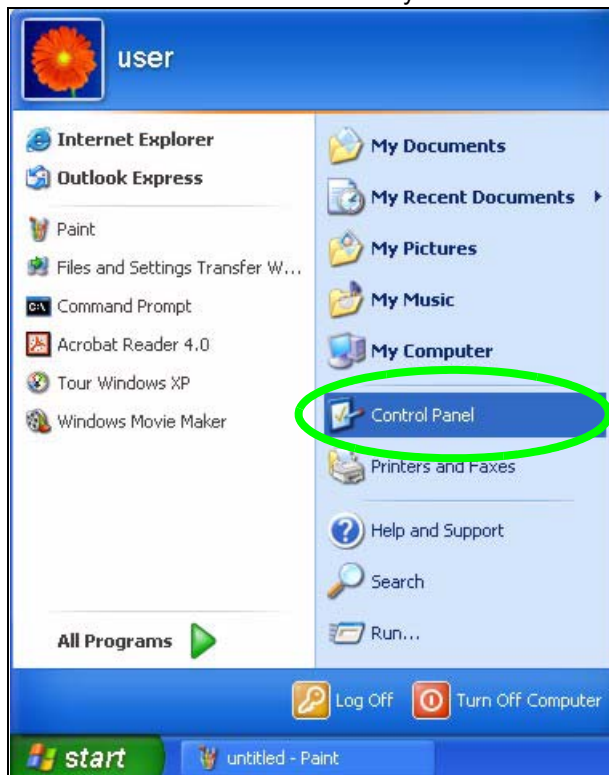 user
Internet Explorer
Outlook Express
Paint
Files and Settings Transfer W...
Command Prompt
Acrobat Reader 4.0
Tour Windows XP
Windows Movie Maker
All Programs
My Documents
My Recent Documents
My Pictures
My Music
My Computer
Control Panel
Printers and Faxes
Help and Support
Search
Run...
Log Off
Turn Off Computer
start
untitled - Paint